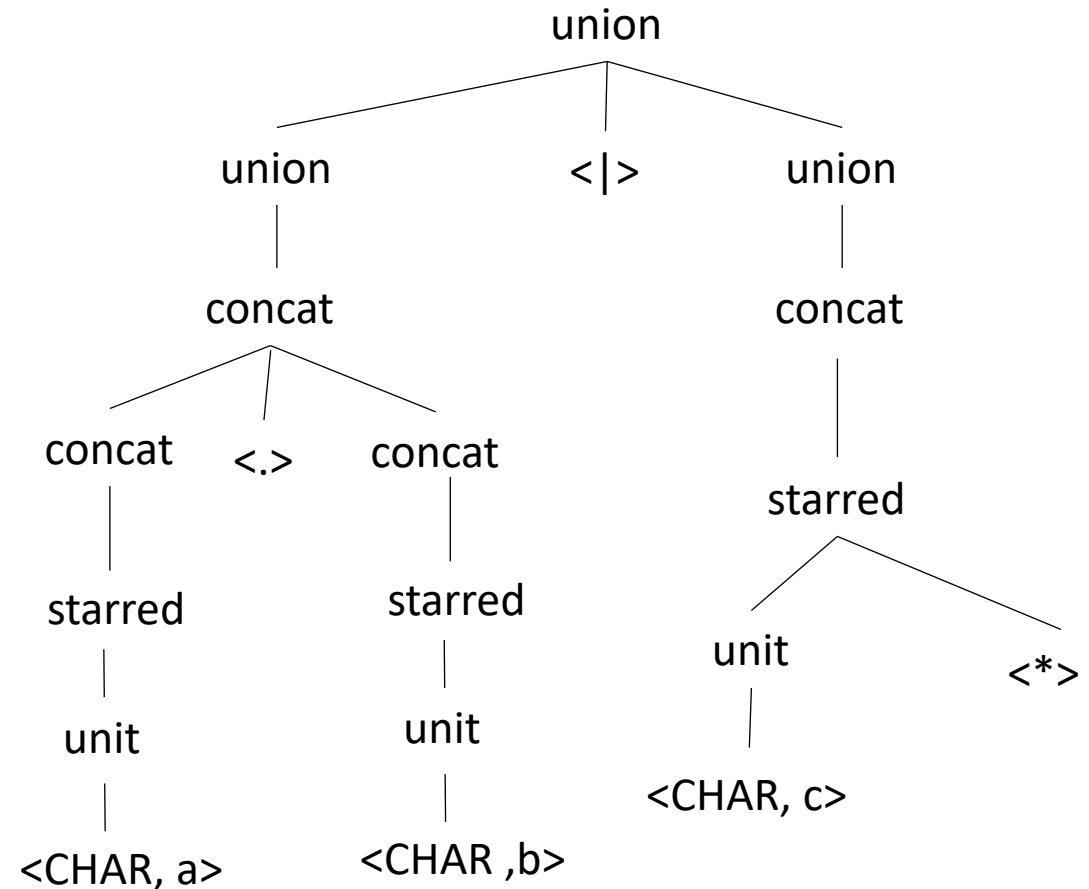 union
union <|> union
concat concat
concat <.> concat
starred
starred starred
unit <*>
unit unit
<CHAR, c>
<CHAR, a> <CHAR ,b>